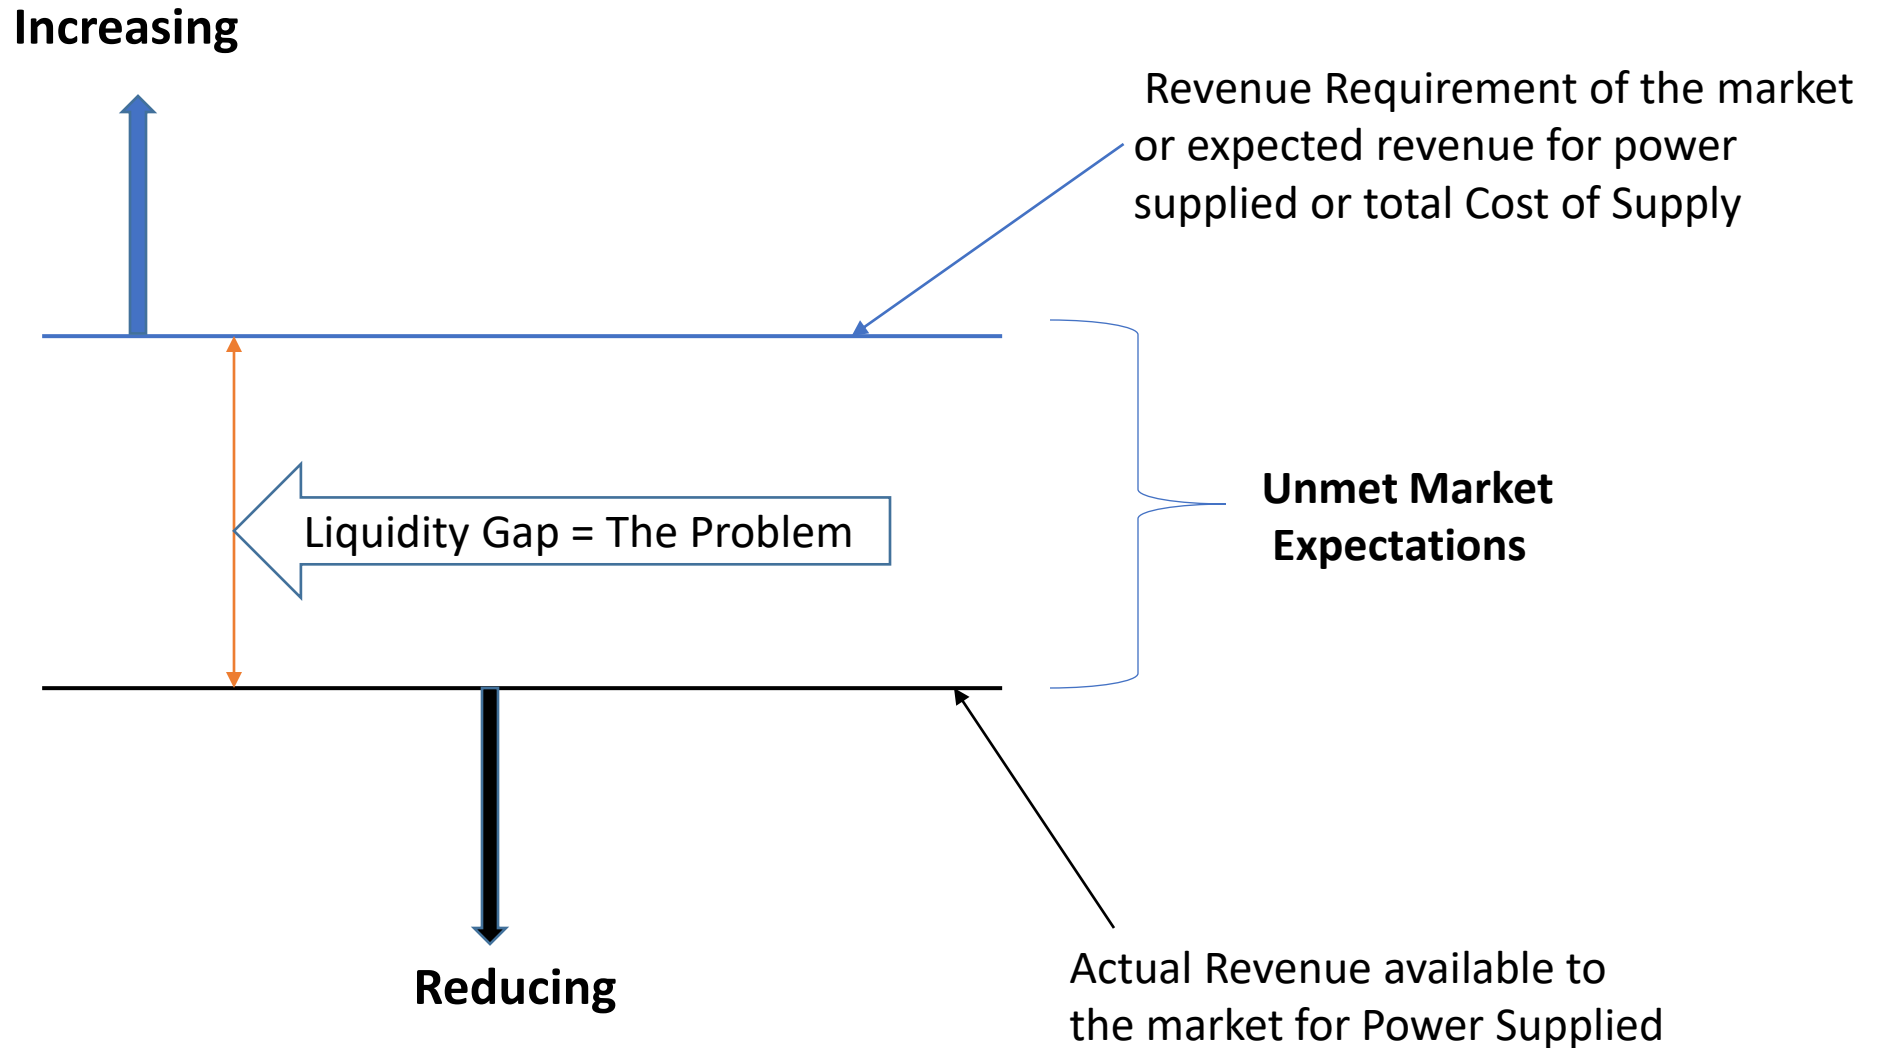 Increasing
Revenue Requirement of the market
or expected revenue for power
supplied or total Cost of Supply
Liquidity Gap = The Problem
Unmet Market
Expectations
Reducing
Actual Revenue available to
the market for Power Supplied